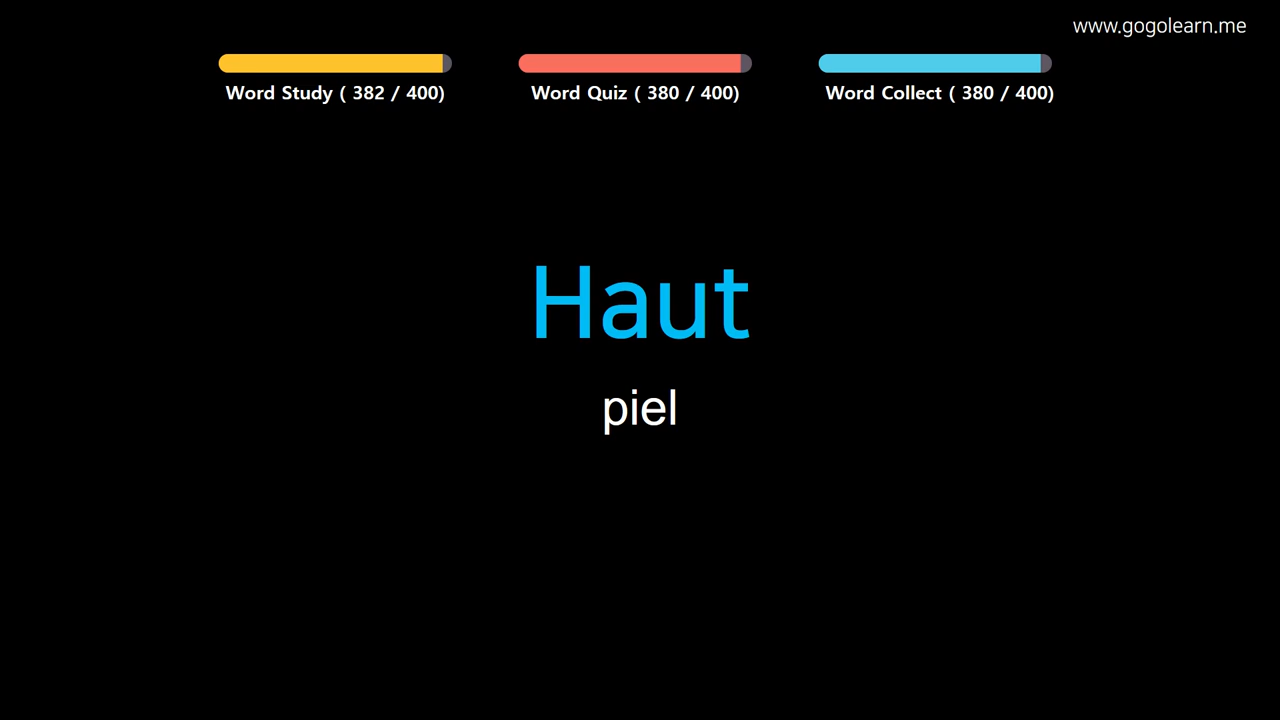 www.gogolearn.me
Word Study ( 382 / 400)
Word Quiz ( 380 / 400)
Word Collect ( 380 / 400)
Haut
piel